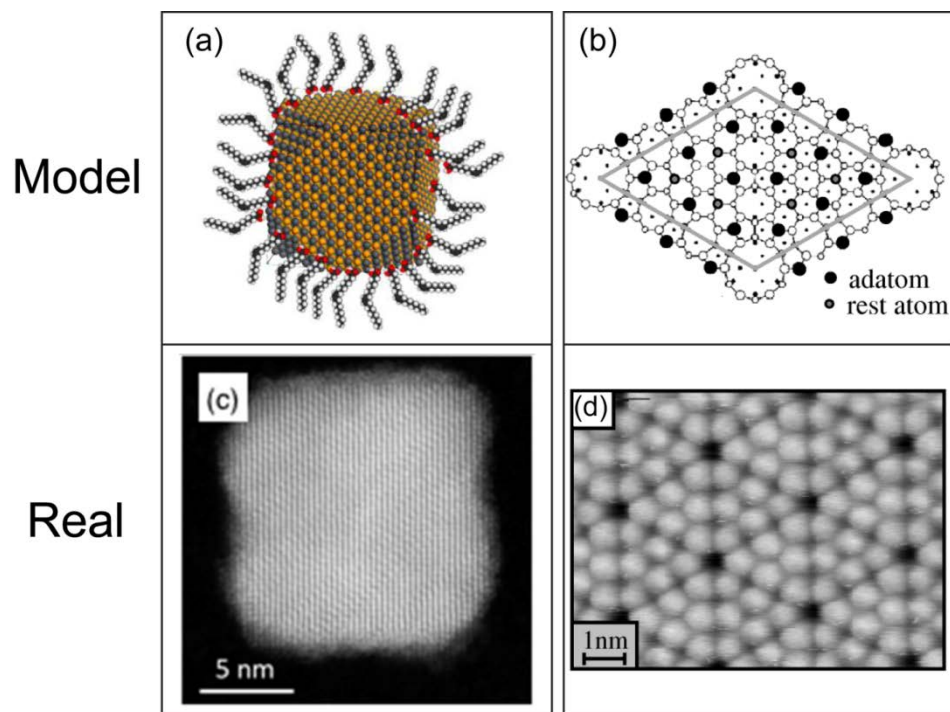 (a)
(b)
Model
adatom
rest atom
(c)
(d)
Real
5 nm
1nm